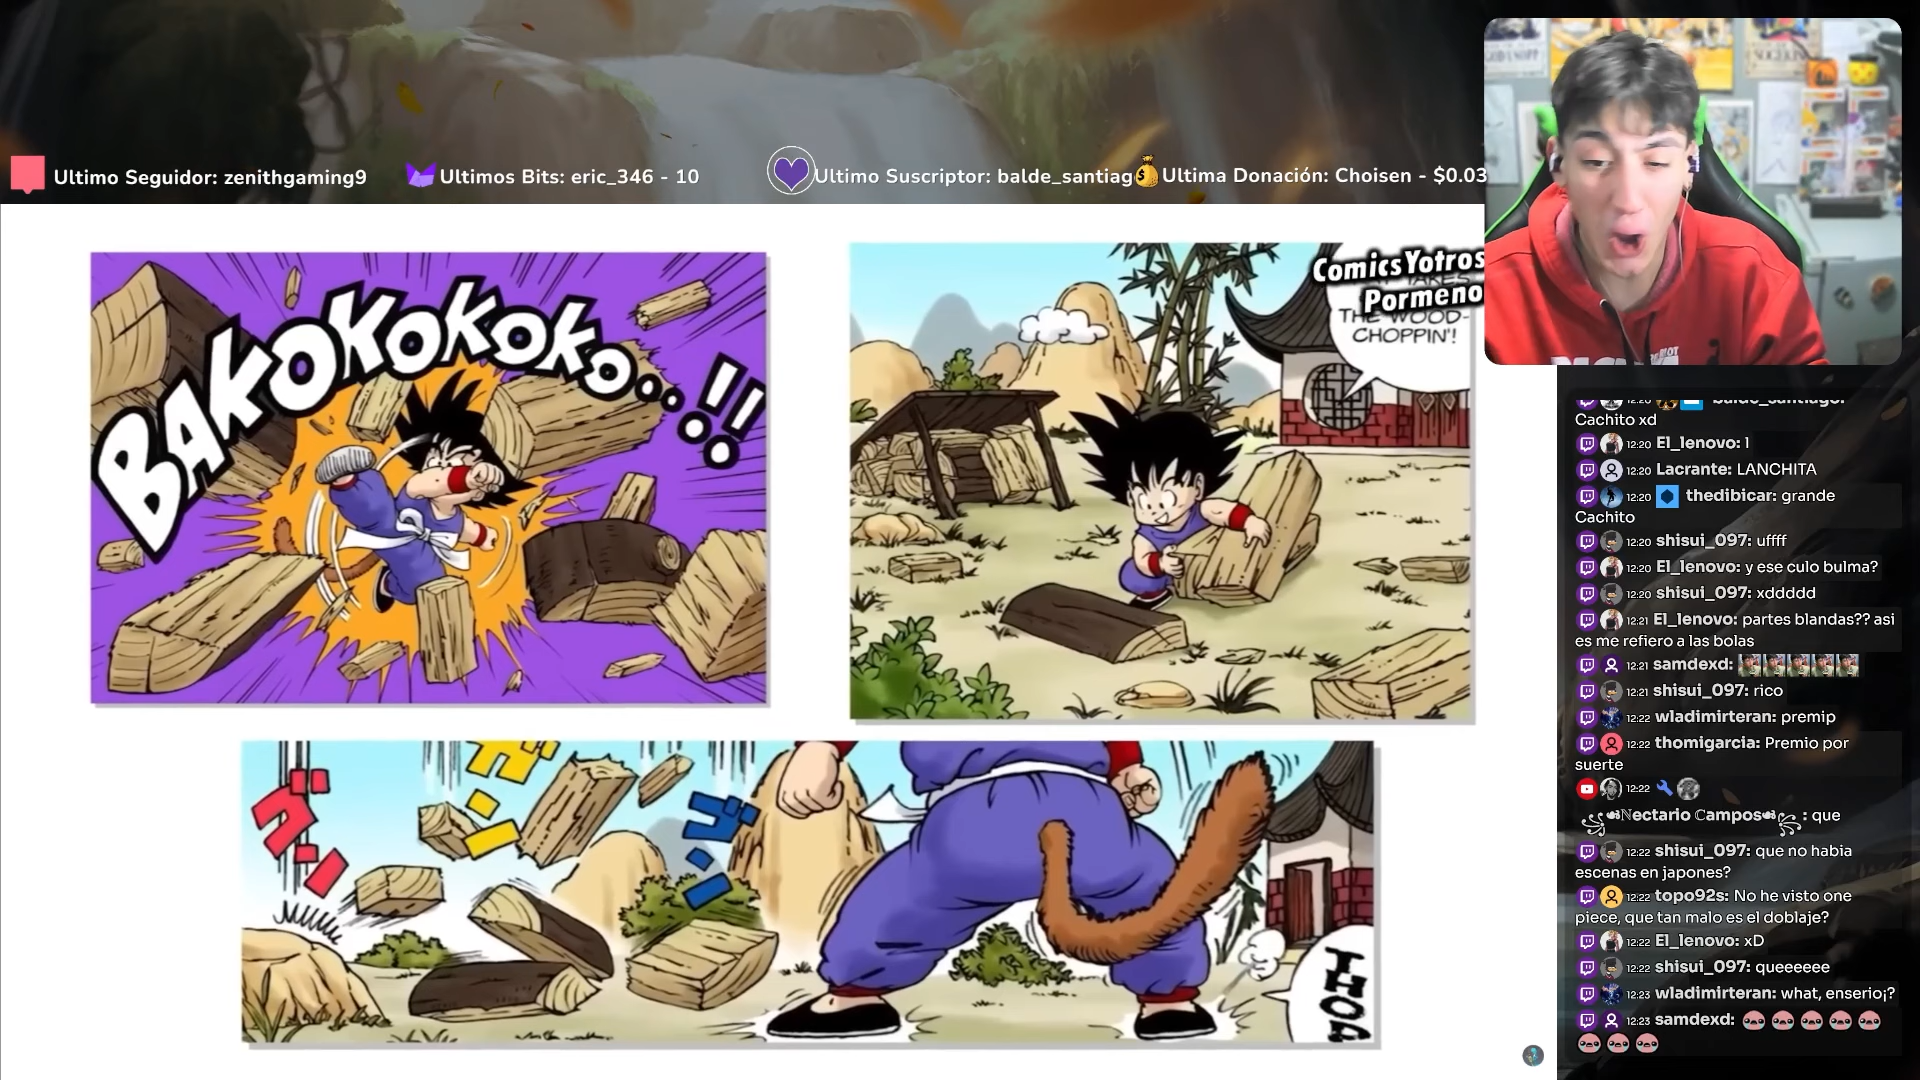 Ultimo Seguidor: zenithgaming9
Ultimos Bits: eric_346 - 10
Ultimo Suscriptor: balde_santiag
Ultima Donación: Choisen - $0.03
BAKOKOKOKOKO...!!
ComicsYotros
Pormeno
THE WOOD-
CHOPPIN'!
THOP
12:20 balde_santiago:
Cachito xd
12:20 El_lenovo: l
12:20 Lacrante: LANCHITA
12:20 thedibicar: grande
Cachito
12:20 shisui_097: uffff
12:20 El_lenovo: y ese culo bulma?
12:20 shisui_097: xddddd
12:21 El_lenovo: partes blandas?? asi
es me refiero a las bolas
12:21 samdexd:
12:21 shisui_097: rico
12:22 wladimirteran: premip
12:22 thomigarcia: Premio por
suerte
12:22
ℕectario ℂampos : que
12:22 shisui_097: que no habia
escenas en japones?
12:22 topo92s: No he visto one
piece, que tan malo es el doblaje?
12:22 El_lenovo: xD
12:22 shisui_097: queeeeee
12:23 wladimirteran: what, enserio¡?
12:23 samdexd: